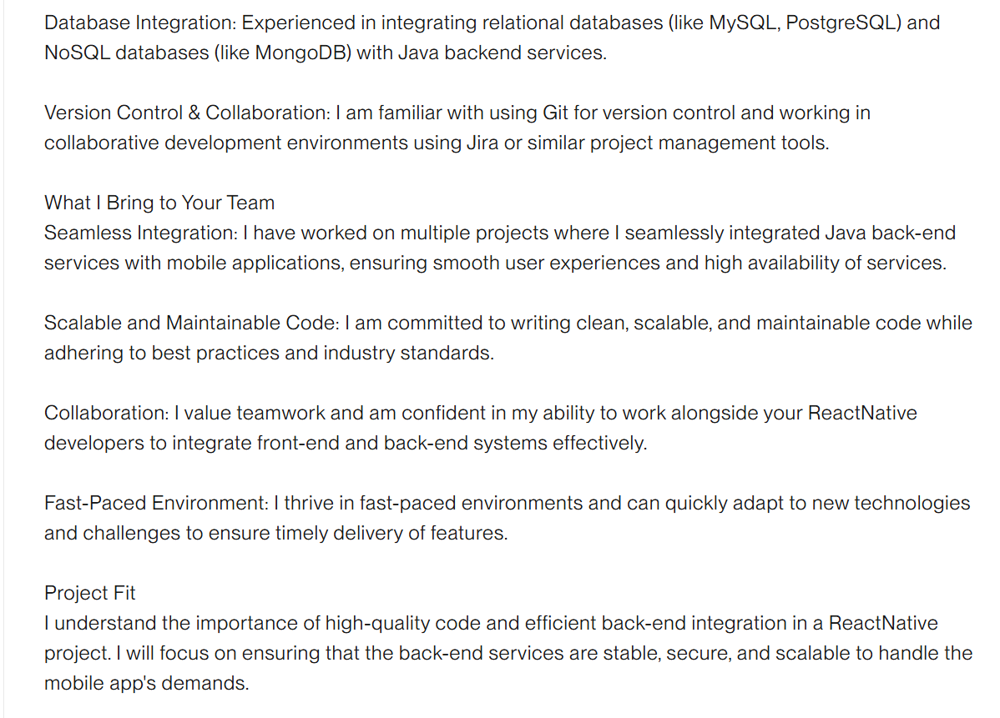 Database Integration: Experienced in integrating relational databases (like MySQL, PostgreSQL) and
NoSQL databases (like MongoDB) with Java backend services.
Version Control & Collaboration: I am familiar with using Git for version control and working in
collaborative development environments using Jira or similar project management tools.
What I Bring to Your Team
Seamless Integration: I have worked on multiple projects where I seamlessly integrated Java back-end
services with mobile applications, ensuring smooth user experiences and high availability of services.
Scalable and Maintainable Code: I am committed to writing clean, scalable, and maintainable code while
adhering to best practices and industry standards.
Collaboration: I value teamwork and am confident in my ability to work alongside your ReactNative
developers to integrate front-end and back-end systems effectively.
Fast-Paced Environment: I thrive in fast-paced environments and can quickly adapt to new technologies
and challenges to ensure timely delivery of features.
Project Fit
I understand the importance of high-quality code and efficient back-end integration in a ReactNative
project. I will focus on ensuring that the back-end services are stable, secure, and scalable to handle the
mobile app's demands.